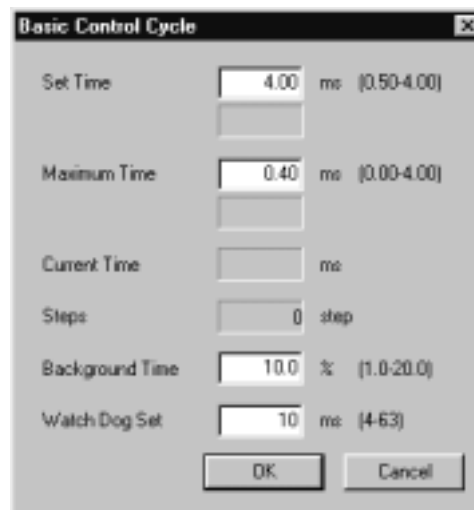 Basic Control Cycle
Set Time 4.00 ms (0.50-4.00)
Maximum Time 0.40 ms (0.00-4.00)
Current Time ms
Steps 0 step
Background Time 10.0 % (1.0-20.0)
Watch Dog Set 10 ms (4-63)
OK Cancel